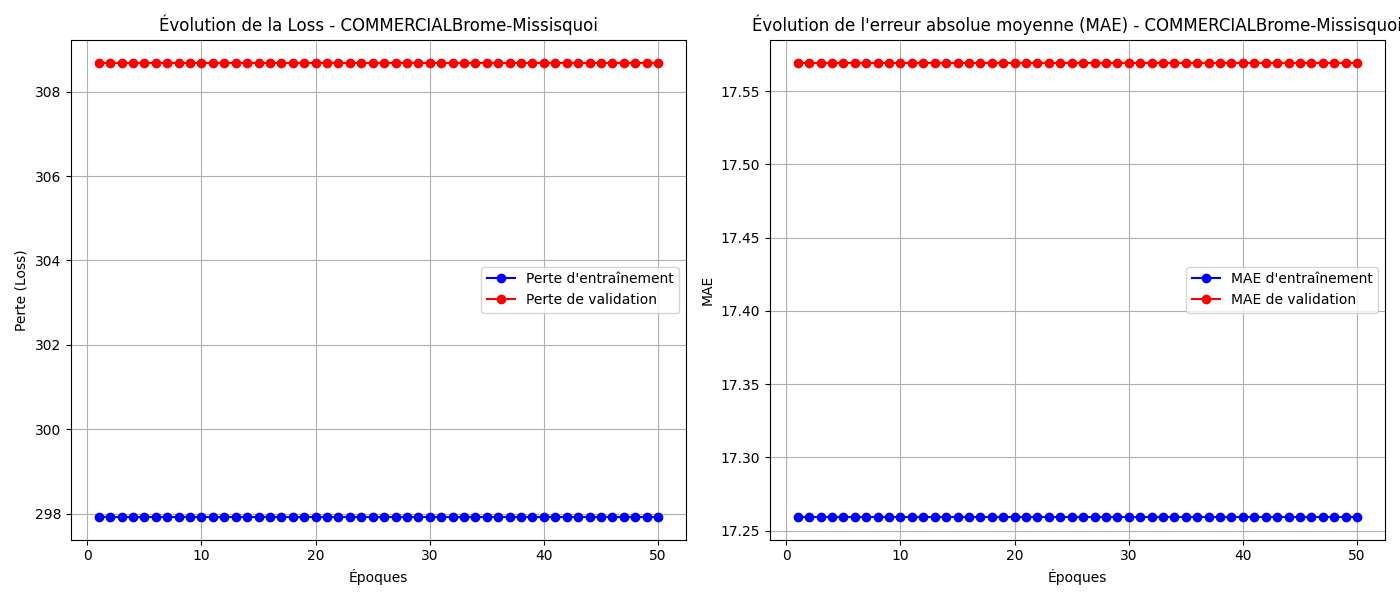 Évolution de la Loss - COMMERCIALBrome-Missisquoi
308
306
304
302
300
298
Perte (Loss)
Perte d'entraînement
Perte de validation
0 10 20 30 40 50
Époques
Évolution de l'erreur absolue moyenne (MAE) - COMMERCIALBrome-Missisquoi
17.55
17.50
17.45
17.40
17.35
17.30
17.25
MAE
MAE d'entraînement
MAE de validation
0 10 20 30 40 50
Époques